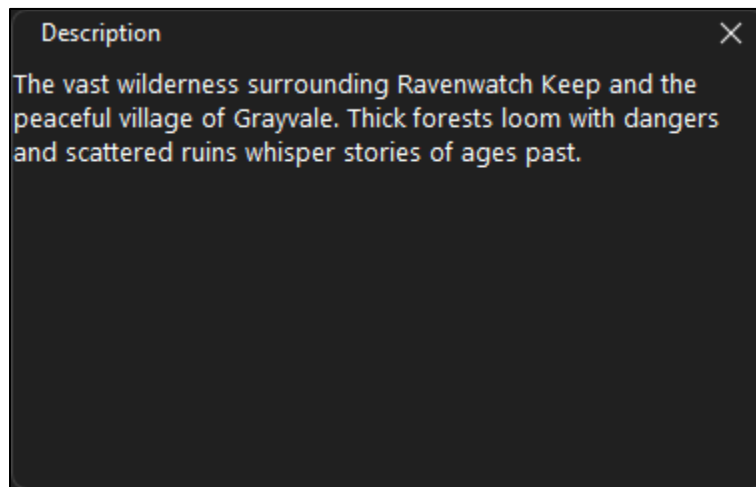 Description
The vast wilderness surrounding Ravenwatch Keep and the
peaceful village of Grayvale. Thick forests loom with dangers
and scattered ruins whisper stories of ages past.